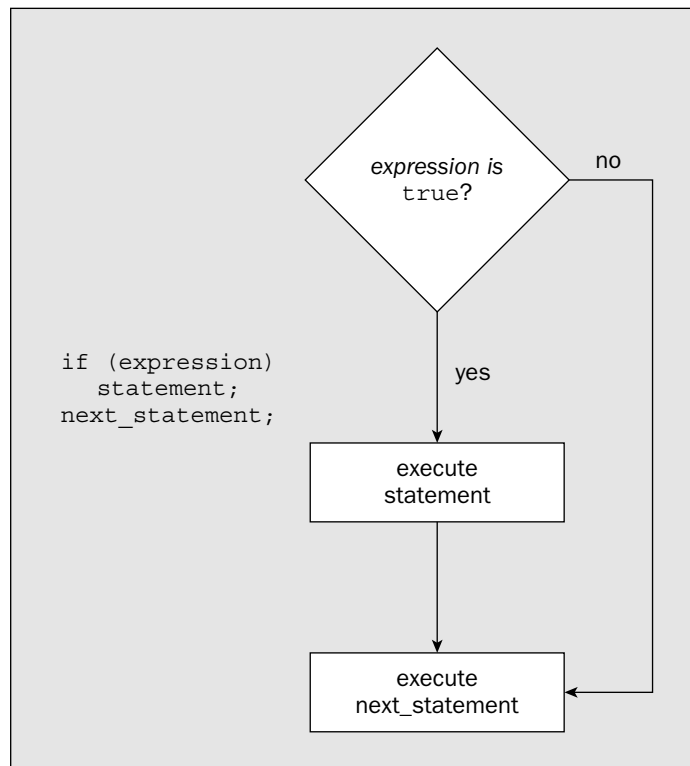 expression is
true?
no
if (expression)
statement;
next_statement;
yes
execute
statement
execute
next_statement